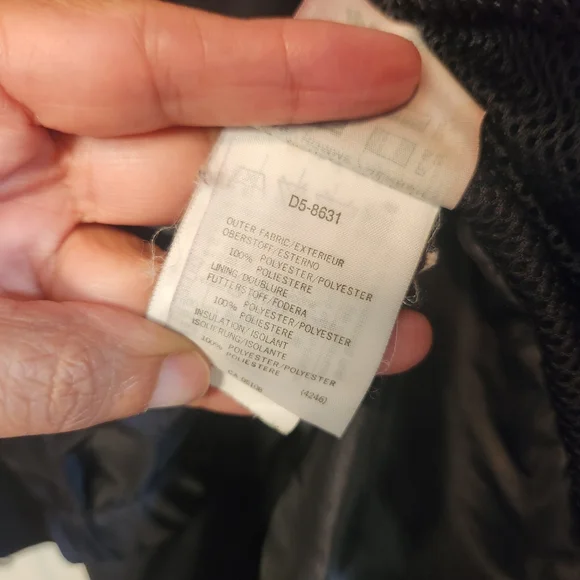 D5-8631
OUTER FABRIC/EXTERIEUR
OBERSTOFF/ESTERNO
100% POLYESTER/POLYESTER
POLIESTERE
LINING/DOUBLURE
FUTTERSTOFF/FODERA
100% POLYESTER/POLYESTER
POLIESTERE
INSULATION ISOLANT
ISOLIERUNG/ISOLANTE
100% POLYESTER/POLYESTER
POLIESTERE
(4246)